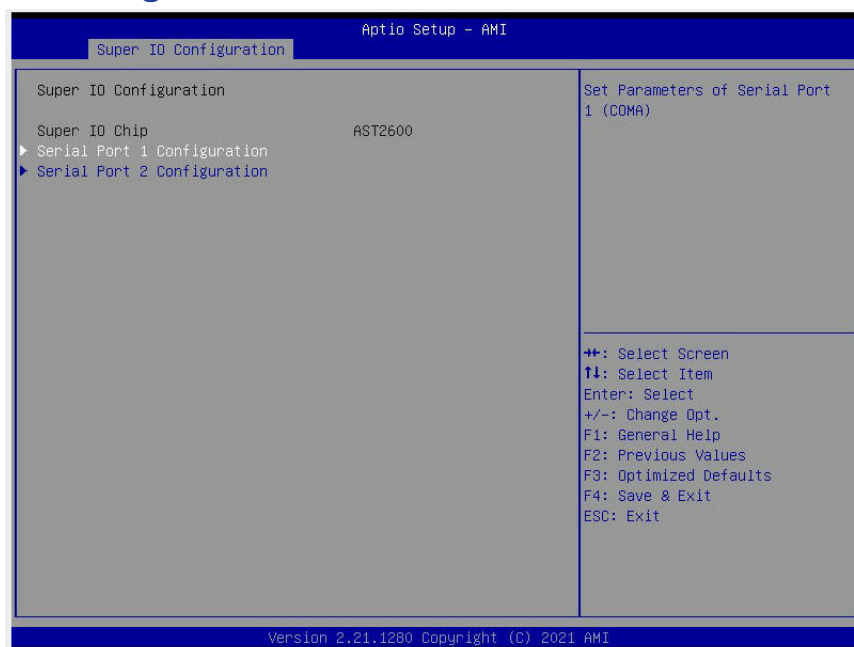 Aptio Setup – AMI
Super IO Configuration
Super IO Configuration
Super IO Chip AST2600
▶ Serial Port 1 Configuration
▶ Serial Port 2 Configuration
Set Parameters of Serial Port
1 (COMA)
→←: Select Screen
↑↓: Select Item
Enter: Select
+/-: Change Opt.
F1: General Help
F2: Previous Values
F3: Optimized Defaults
F4: Save & Exit
ESC: Exit
Version 2.21.1280 Copyright (C) 2021 AMI